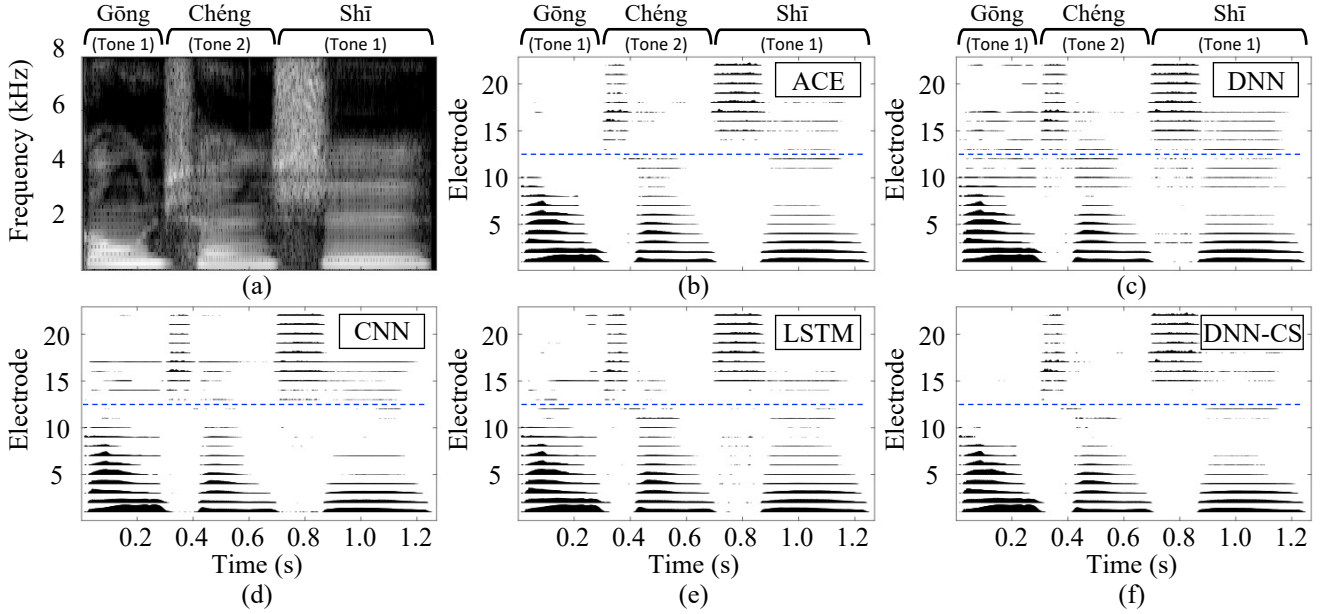 Gōng Chéng Shī Gōng Chéng Shī Gōng Chéng Shī
(Tone 1) (Tone 2) (Tone 1) (Tone 1) (Tone 2) (Tone 1) (Tone 1) (Tone 2) (Tone 1)
Frequency (kHz)
8
6
4
2
(a)
Electrode
20
15
10
5
ACE
(b)
Electrode
20
15
10
5
DNN
(c)
Electrode
20
15
10
5
CNN
0.2 0.4 0.6 0.8 1.0 1.2
Time (s)
(d)
Electrode
20
15
10
5
LSTM
0.2 0.4 0.6 0.8 1.0 1.2
Time (s)
(e)
Electrode
20
15
10
5
DNN-CS
0.2 0.4 0.6 0.8 1.0 1.2
Time (s)
(f)